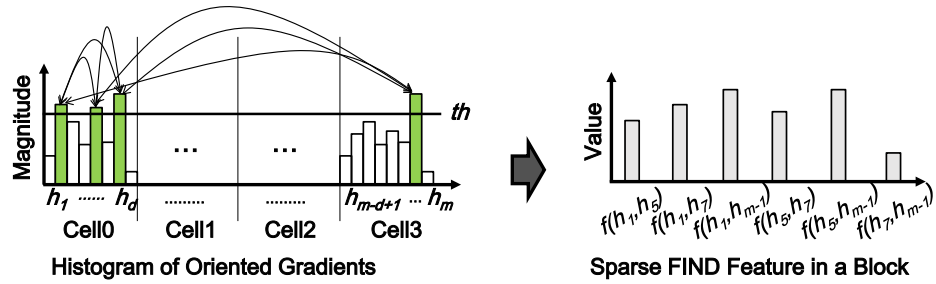 Magnitude
th
... ...
h1 ...... hd ......... ......... hm-d+1 ... hm
Cell0 Cell1 Cell2 Cell3
Histogram of Oriented Gradients
Value
f(h1,h5) f(h1,h7) f(h1,hm-1) f(h5,h7) f(h5,hm-1) f(h7,hm-1)
Sparse FIND Feature in a Block